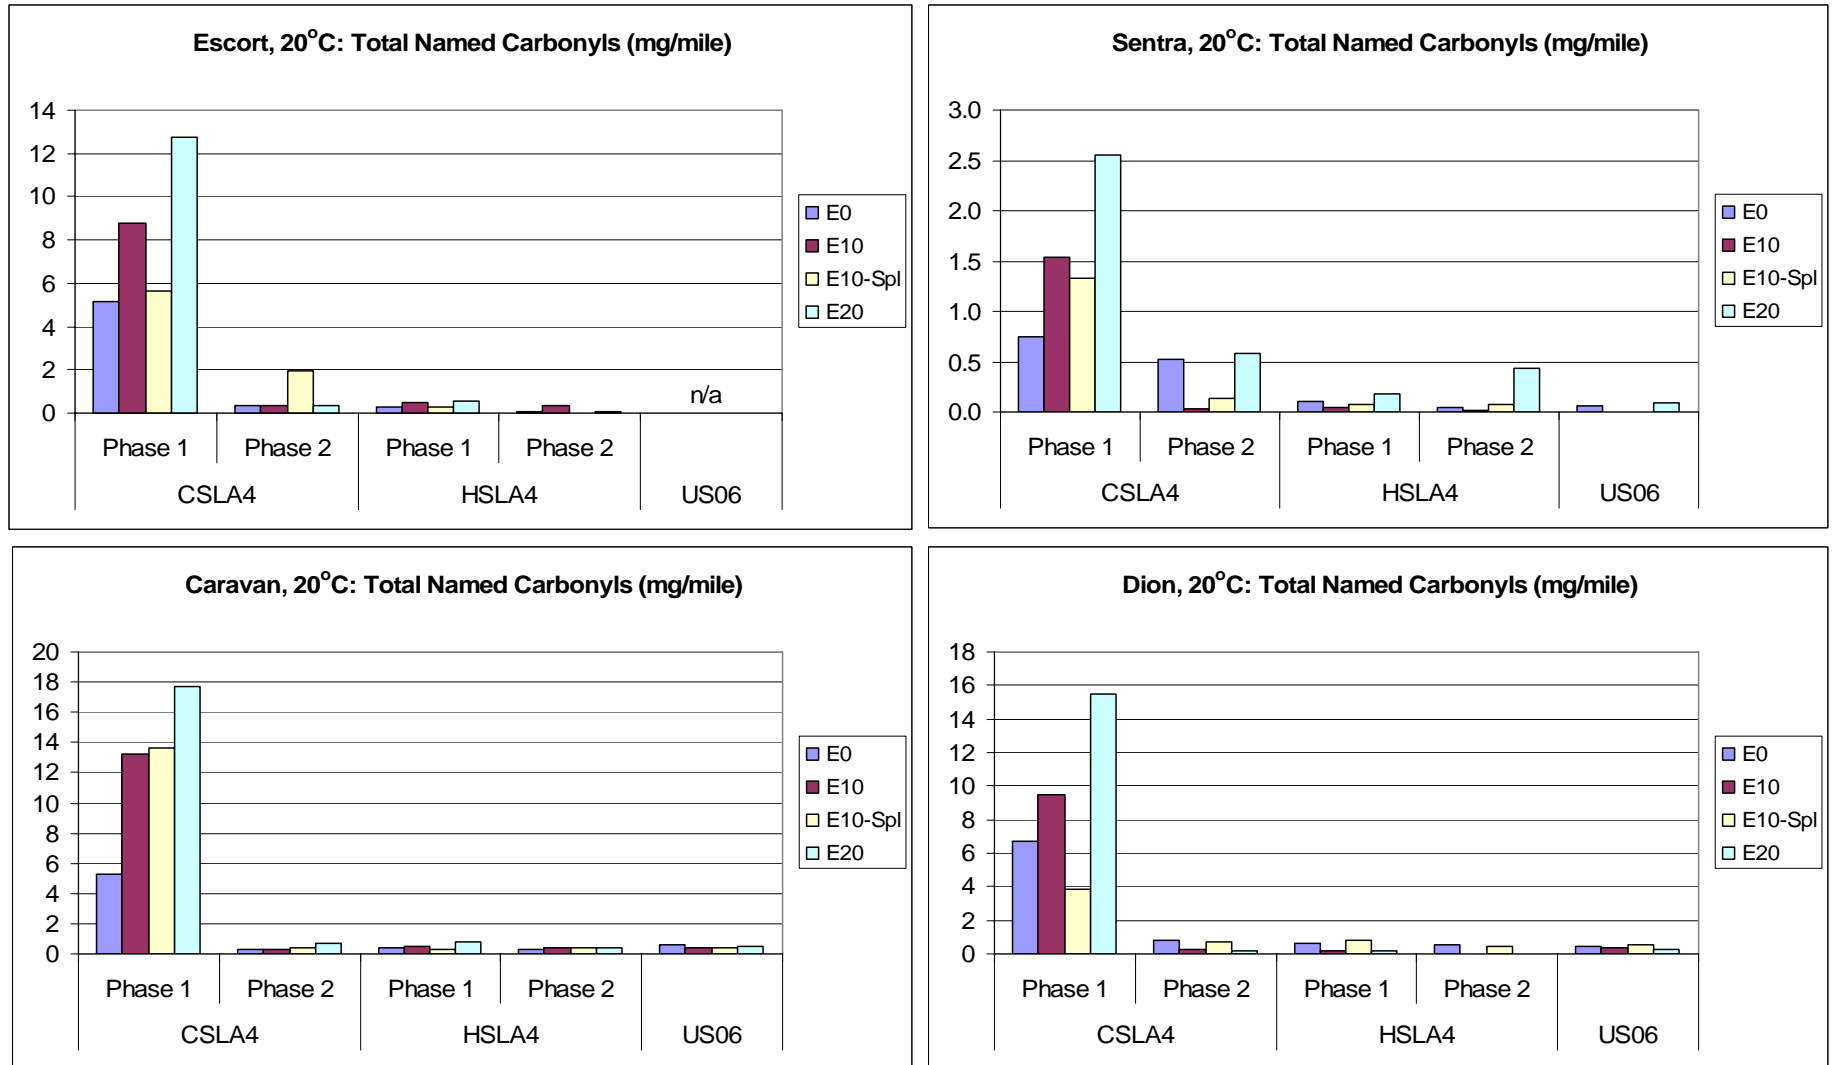 Escort, 20°C: Total Named Carbonyls (mg/mile)
14
12
10
8
6
4
2
0
n/a
Phase 1 Phase 2 Phase 1 Phase 2
CSLA4 HSLA4 US06
E0
E10
E10-Spl
E20
Sentra, 20°C: Total Named Carbonyls (mg/mile)
3.0
2.5
2.0
1.5
1.0
0.5
0.0
Phase 1 Phase 2 Phase 1 Phase 2
CSLA4 HSLA4 US06
E0
E10
E10-Spl
E20
Caravan, 20°C: Total Named Carbonyls (mg/mile)
20
18
16
14
12
10
8
6
4
2
0
Phase 1 Phase 2 Phase 1 Phase 2
CSLA4 HSLA4 US06
E0
E10
E10-Spl
E20
Dion, 20°C: Total Named Carbonyls (mg/mile)
18
16
14
12
10
8
6
4
2
0
Phase 1 Phase 2 Phase 1 Phase 2
CSLA4 HSLA4 US06
E0
E10
E10-Spl
E20